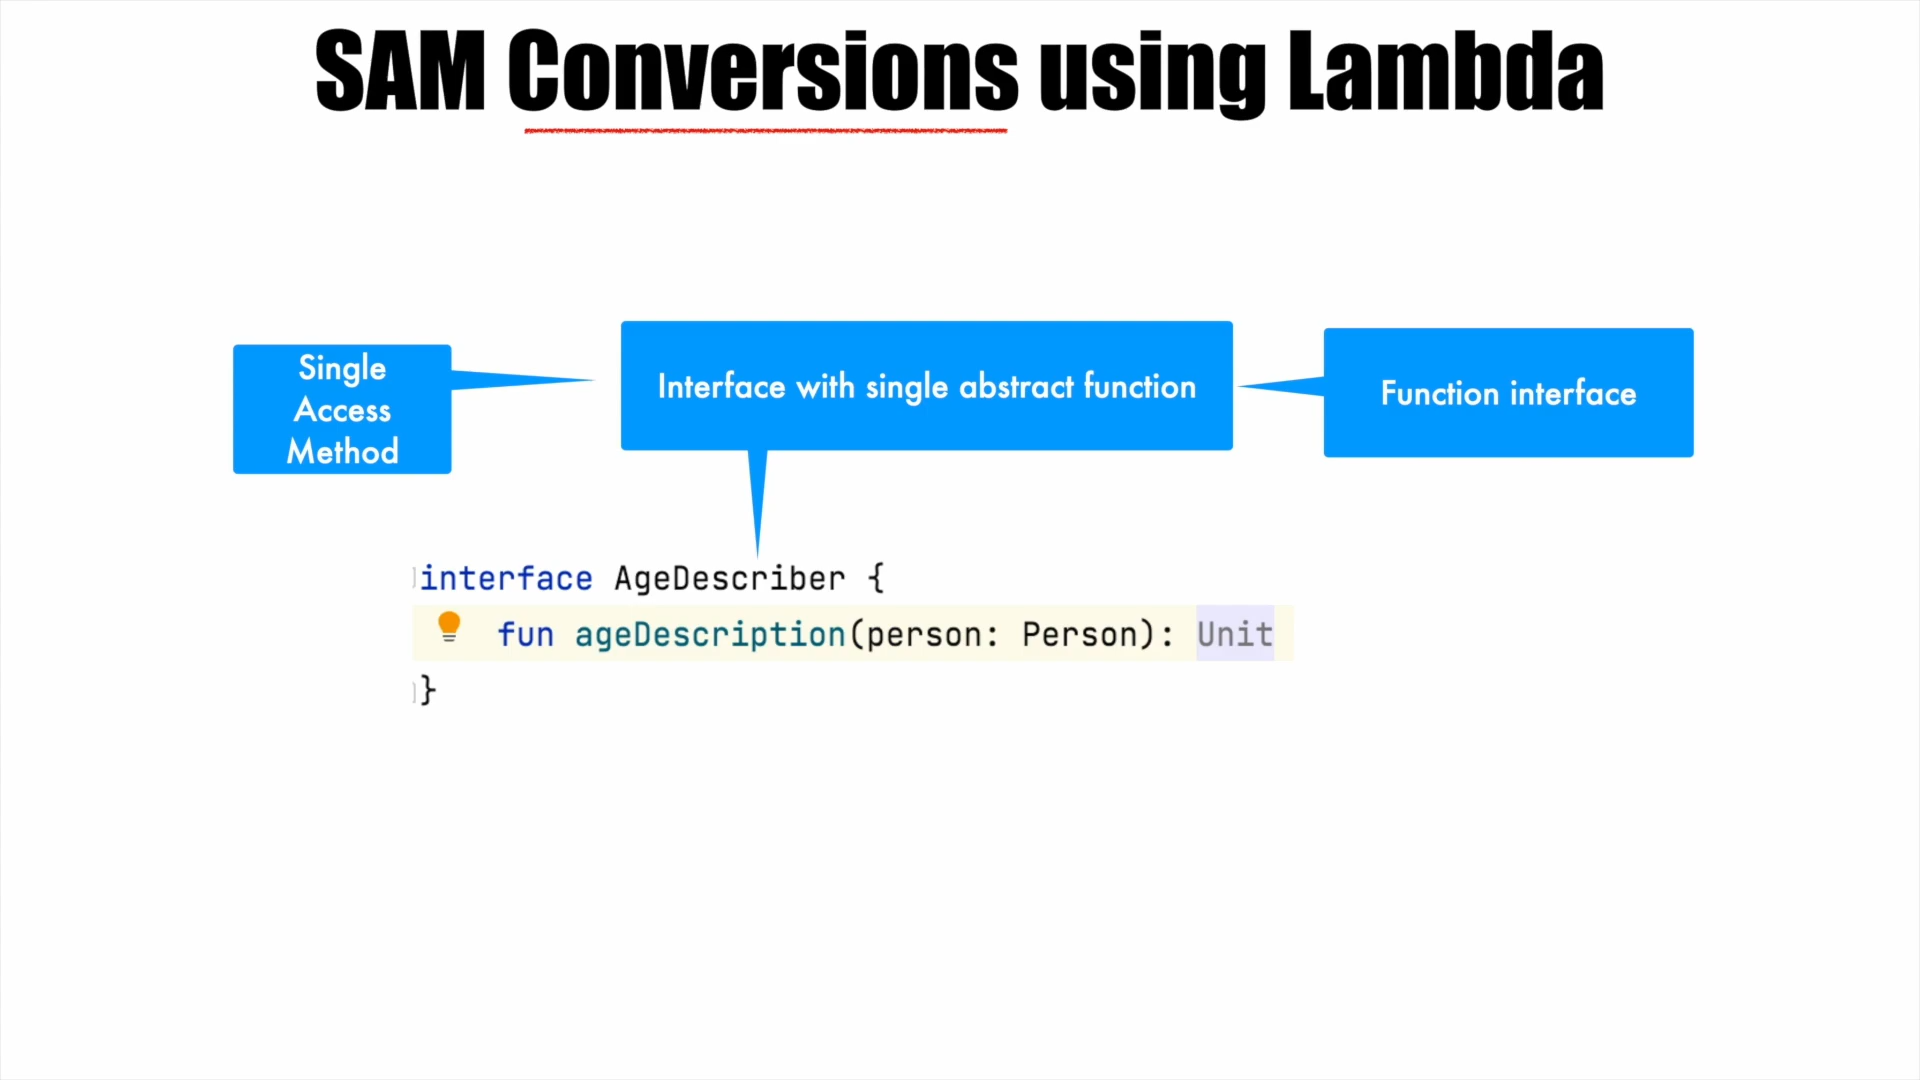 SAM Conversions using Lambda
Single
Access
Method
Interface with single abstract function
Function interface
interface AgeDescriber {
fun ageDescription(person: Person): Unit
}